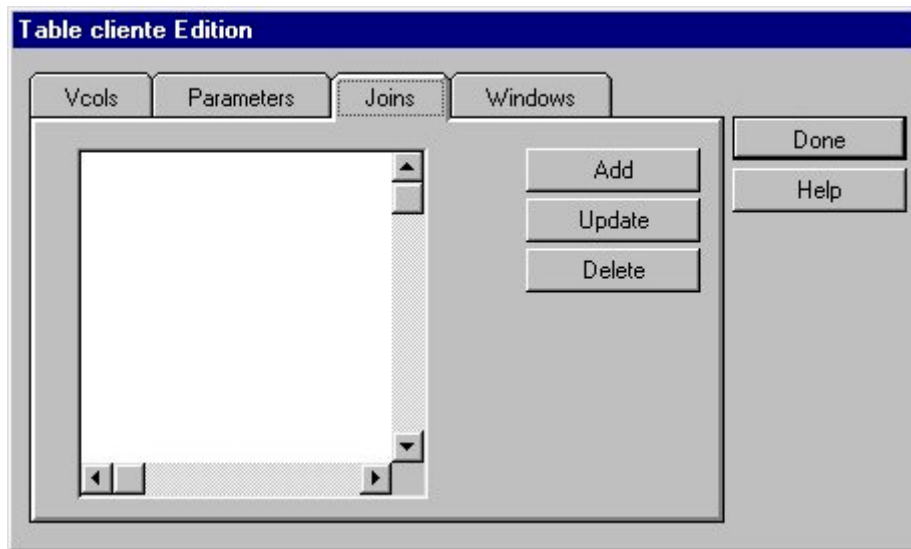 Table cliente Edition
Vcols Parameters Joins Windows
Done
Add
Help
Update
Delete